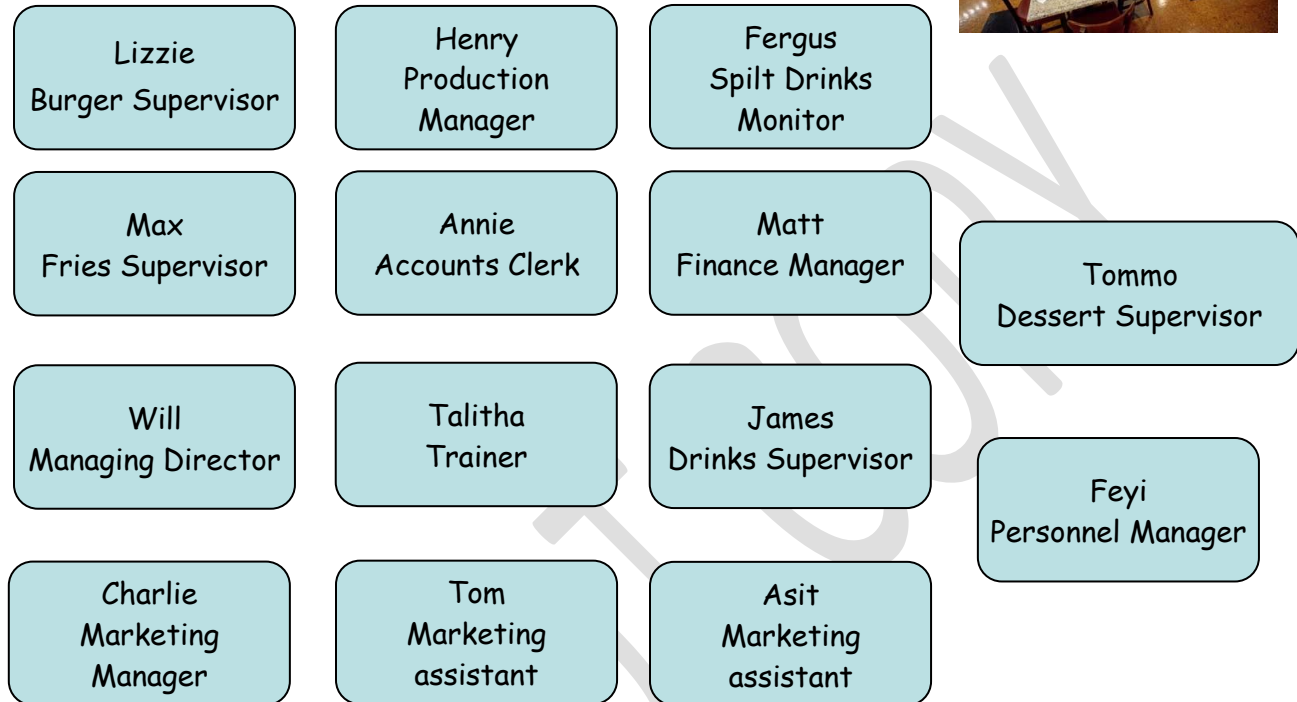 Lizzie
Burger Supervisor
Henry
Production
Manager
Fergus
Spilt Drinks
Monitor
Max
Fries Supervisor
Annie
Accounts Clerk
Matt
Finance Manager
Tommo
Dessert Supervisor
Will
Managing Director
Talitha
Trainer
James
Drinks Supervisor
Feyi
Personnel Manager
Charlie
Marketing
Manager
Tom
Marketing
assistant
Asit
Marketing
assistant